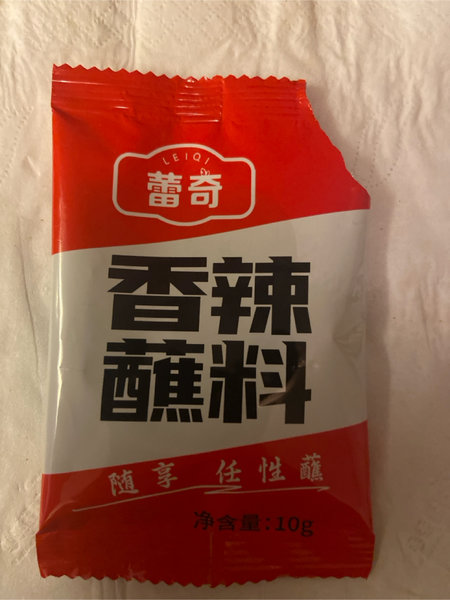 LEIQI
蕾奇
香辣
蘸料
随享 任性蘸
净含量:10g